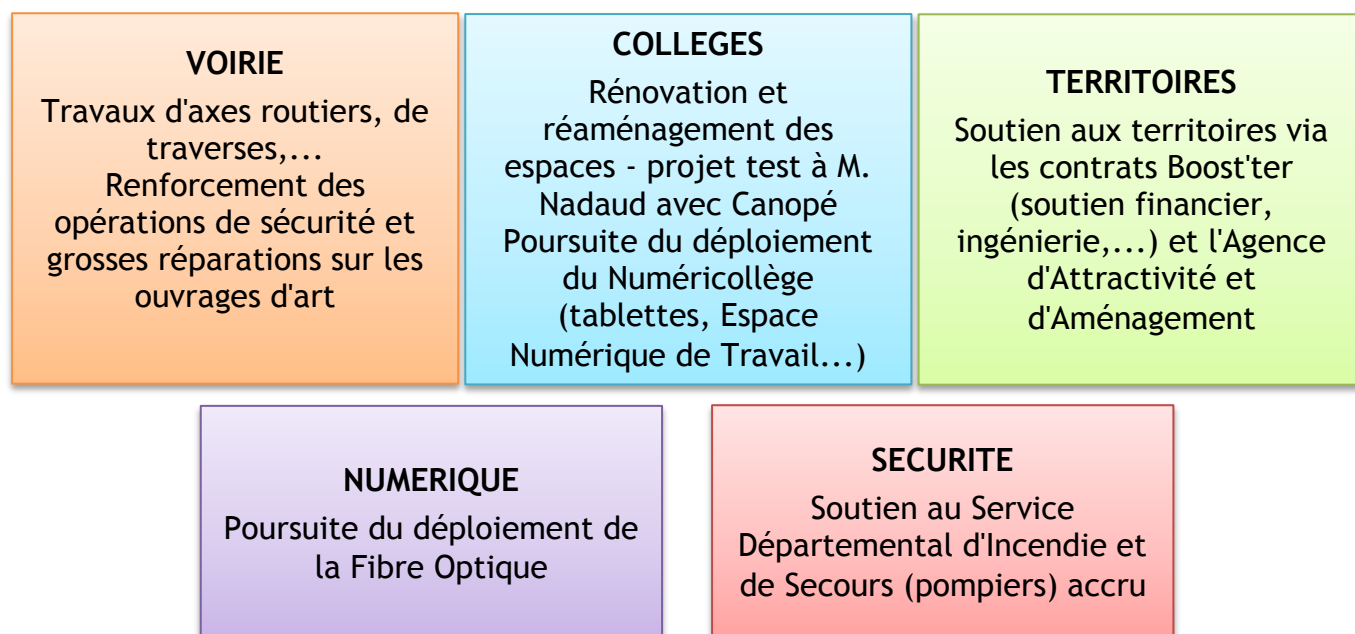 VOIRIE
Travaux d'axes routiers, de
traverses,...
Renforcement des
opérations de sécurité et
grosses réparations sur les
ouvrages d'art
COLLEGES
Rénovation et
réaménagement des
espaces - projet test à M.
Nadaud avec Canopé
Poursuite du déploiement
du Numéricollège
(tablettes, Espace
Numérique de Travail...)
TERRITOIRES
Soutien aux territoires via
les contrats Boost'ter
(soutien financier,
ingénierie,...) et l'Agence
d'Attractivité et
d'Aménagement
NUMERIQUE
Poursuite du déploiement de
la Fibre Optique
SECURITE
Soutien au Service
Départemental d'Incendie et
de Secours (pompiers) accru